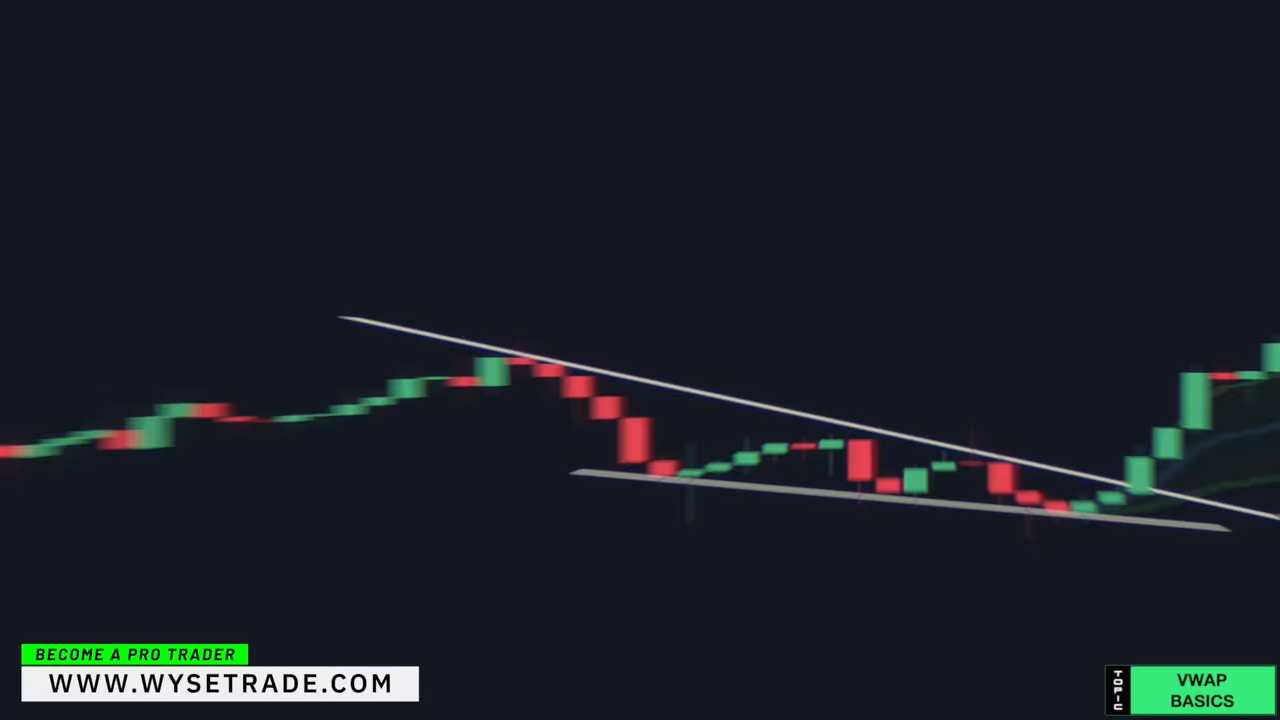 BECOME A PRO TRADER
WWW.WYSETRADE.COM
TOPIC
VWAP
BASICS